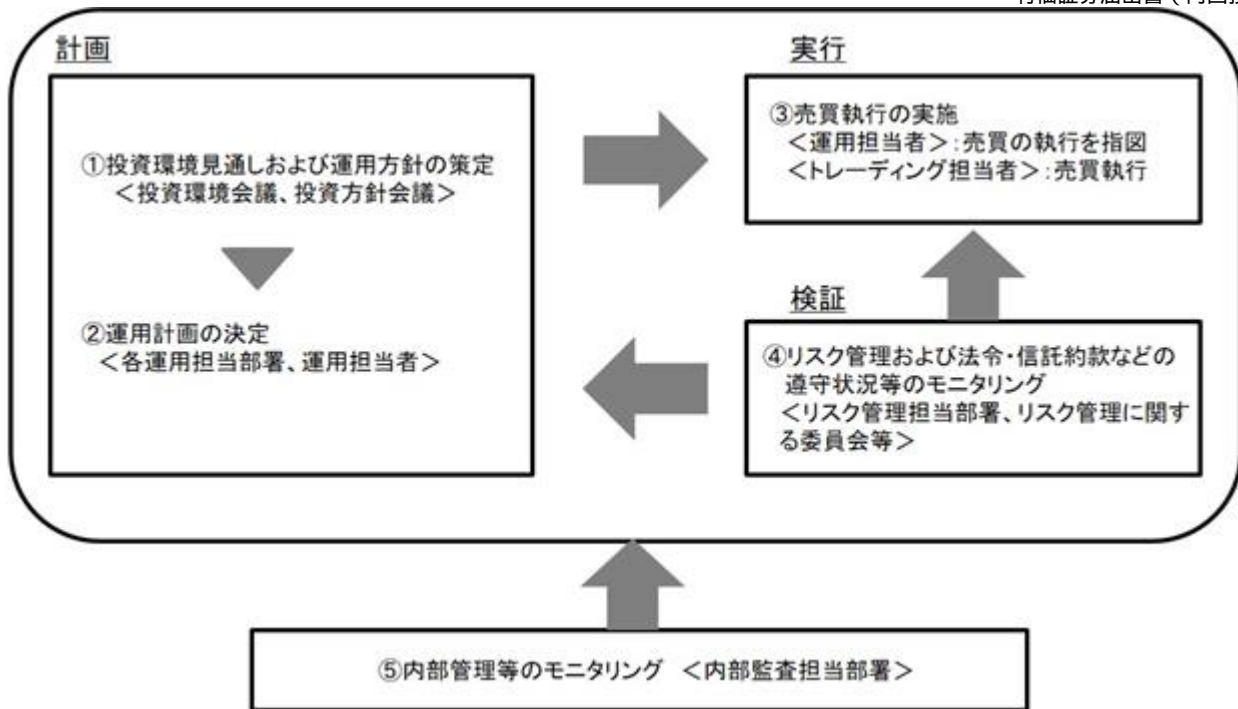 計画
①投資環境見通しおよび運用方針の策定
<投資環境会議、投資方針会議>
②運用計画の決定
<各運用担当部署、運用担当者>
実行
③売買執行の実施
<運用担当者>:売買の執行を指図
<トレーディング担当者>:売買執行
検証
④リスク管理および法令・信託約款などの
遵守状況等のモニタリング
<リスク管理担当部署、リスク管理に関す
る委員会等>
⑤内部管理等のモニタリング <内部監査担当部署>